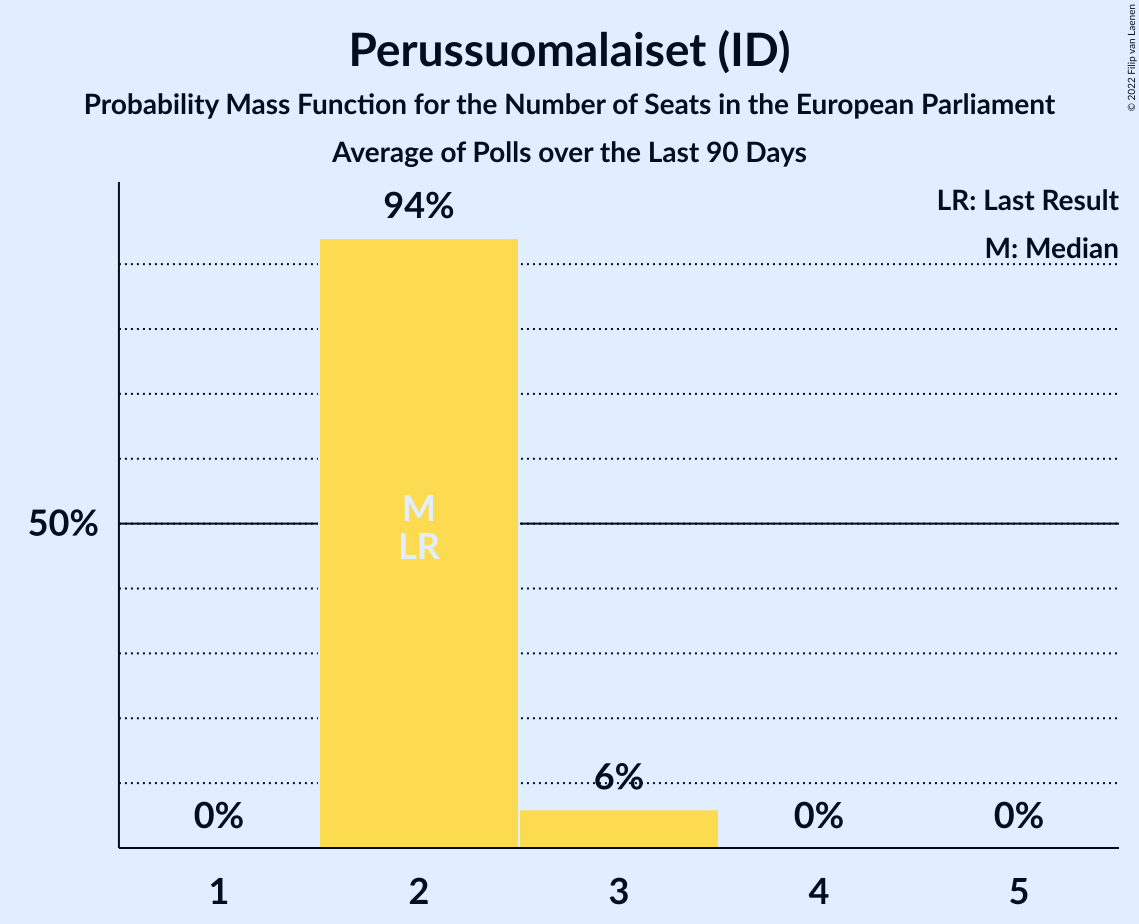 Perussuomalaiset (ID)
Probability Mass Function for the Number of Seats in the European Parliament
Average of Polls over the Last 90 Days
© 2022 Filip van Laenen
LR: Last Result
M: Median
94%
50%
M
LR
0%
6%
0%
0%
1
2
3
4
5